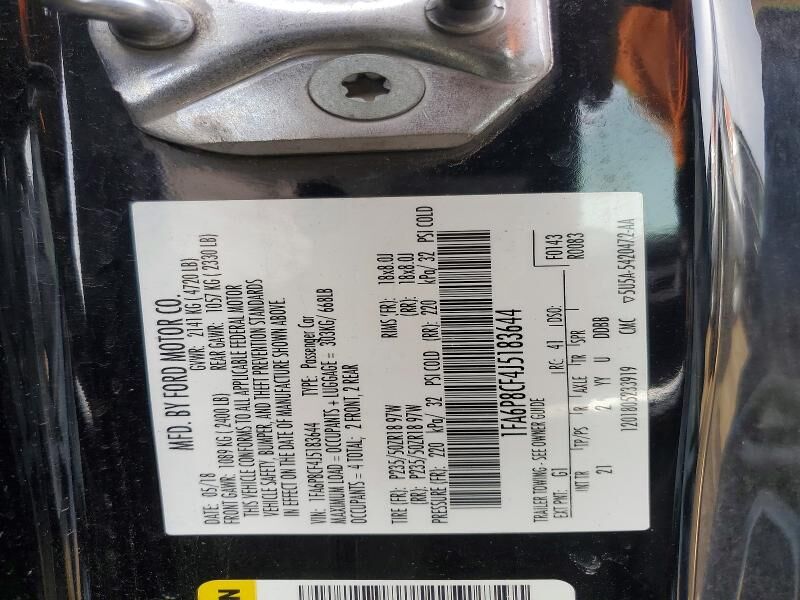 MFD. BY FORD MOTOR CO.
DATE: 05/18 GVWR: 2141 KG ( 4720 LB)
FRONT GAWR: 1089 KG ( 2400 LB) REAR GAWR: 1057 KG ( 2330 LB)
THIS VEHICLE CONFORMS TO ALL APPLICABLE FEDERAL MOTOR
VEHICLE SAFETY, BUMPER, AND THEFT PREVENTION STANDARDS
IN EFFECT ON THE DATE OF MANUFACTURE SHOWN ABOVE.
VIN: 1FA6P8CF4J5183644 TYPE: Passenger Car
MAXIMUM LOAD = OCCUPANTS + LUGGAGE = 303KG/ 668LB
OCCUPANTS = 4 TOTAL; 2 FRONT, 2 REAR
TIRE (FR): P235/50ZR18 97W RIMS (FR): 18x8.0J
(RR): P235/50ZR18 97W (RR): 18x8.0J
PRESSURE (FR): 220 kPa/ 32 PSI COLD (RR): 220 kPa/ 32 PSI COLD
1FA6P8CF4J5183644
TRAILER TOWING - SEE OWNER GUIDE
EXT PNT: G1 RC: 41 DSO: F0143
R0083
INT TR TP/PS R AXLE TR SPR
21 2 YY U DDBB
1201805233919 CMC ▽5U5A-5420472-AA